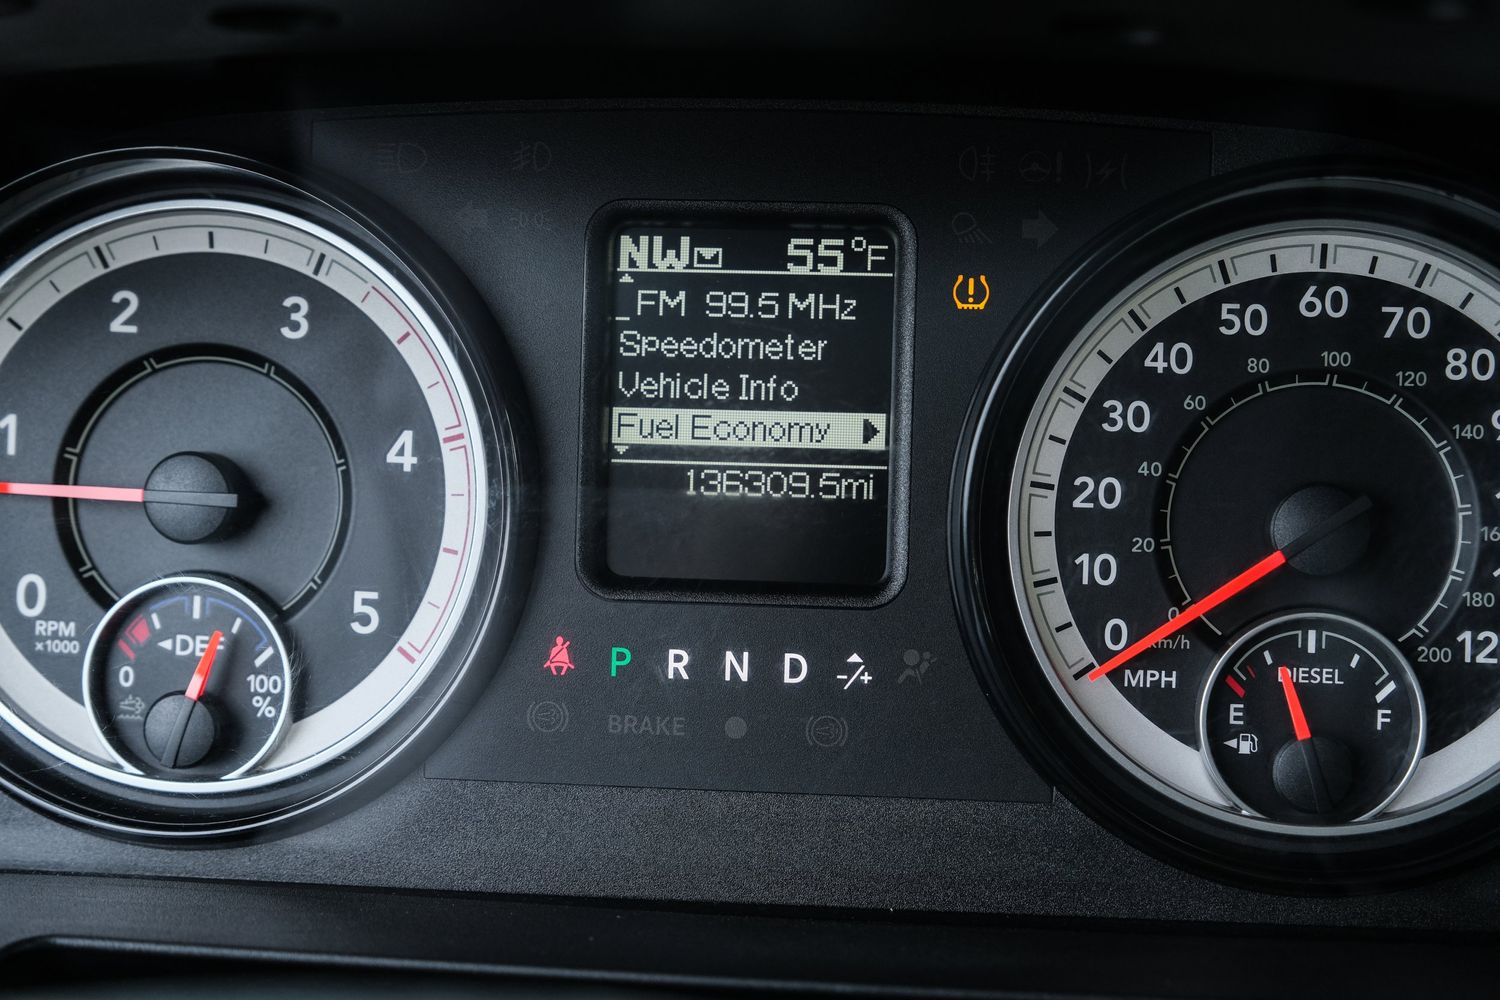 NW 55°F
_FM 99.5 MHz
Speedometer
Vehicle Info
Fuel Economy
136309.5mi
0 1 2 3 4 5
RPM
x1000
DEF
0 100
%
P R N D -/+
BRAKE
0 10 20 30 40 50 60 70 80
0 20 40 60 80 100 120 140 180 200
km/h
MPH
DIESEL
E F